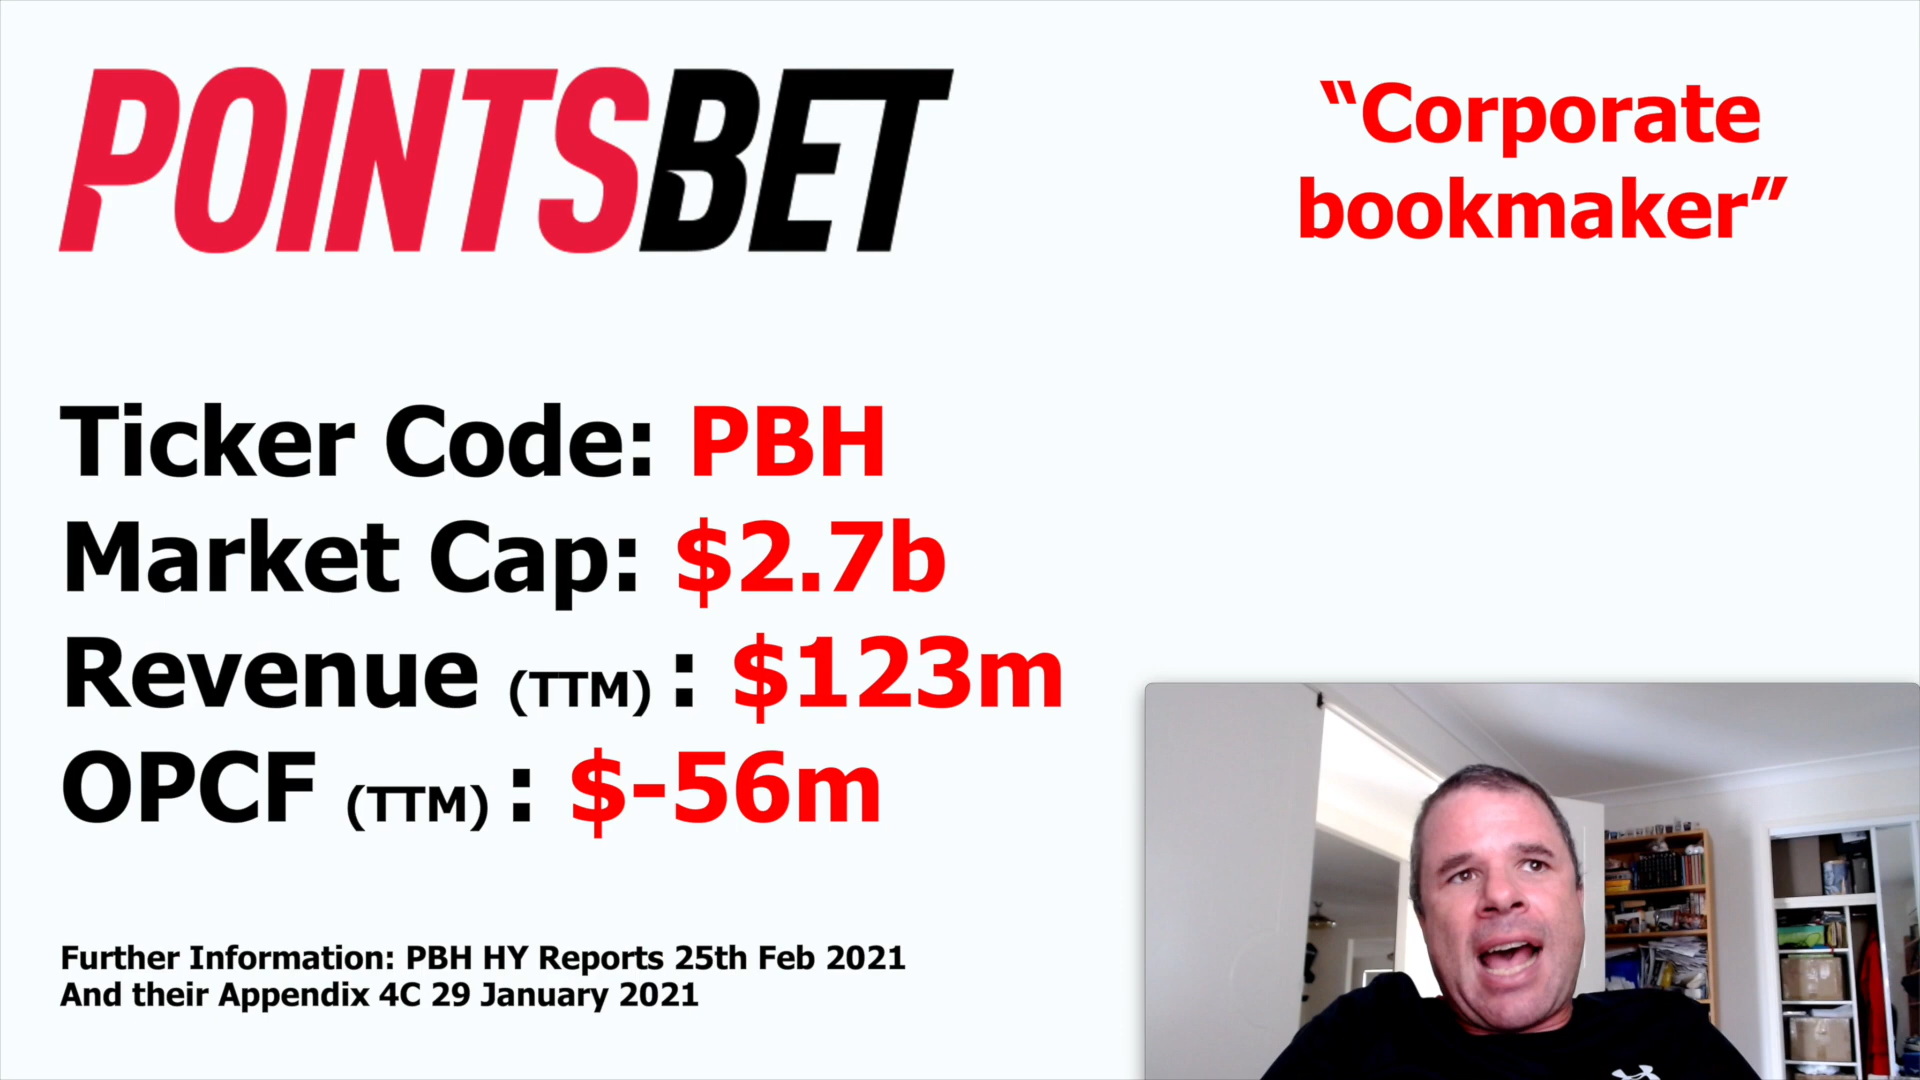 POINTSBET
“Corporate
bookmaker”
Ticker Code: PBH
Market Cap: $2.7b
Revenue (TTM) : $123m
OPCF (TTM) : $-56m
Further Information: PBH HY Reports 25th Feb 2021
And their Appendix 4C 29 January 2021